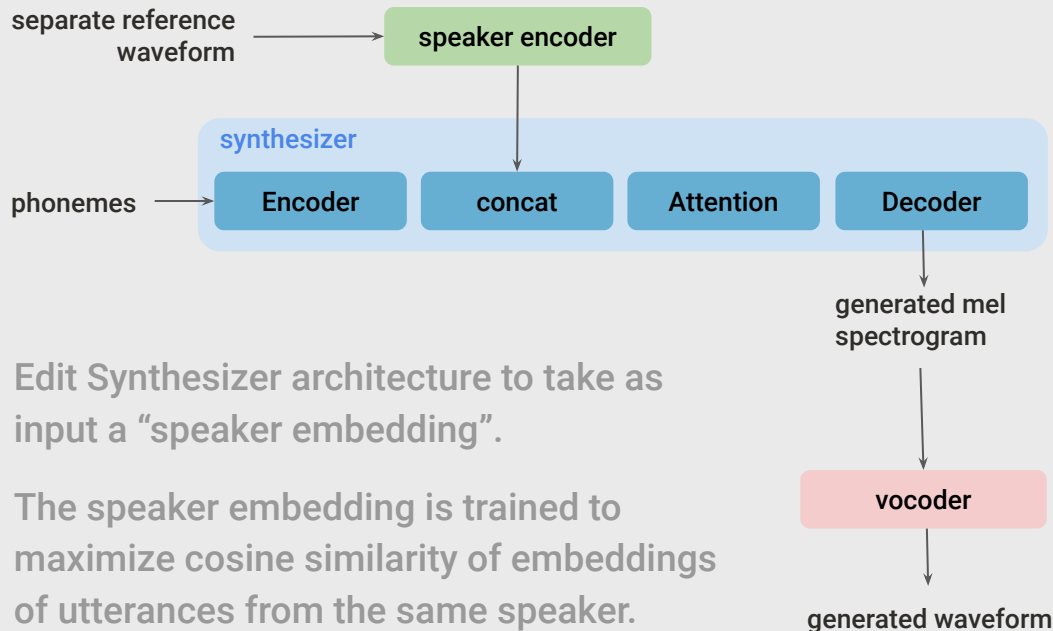 separate reference
waveform
speaker encoder
synthesizer
phonemes
Encoder
concat
Attention
Decoder
generated mel
spectrogram
Edit Synthesizer architecture to take as
input a “speaker embedding”.
The speaker embedding is trained to
maximize cosine similarity of embeddings
of utterances from the same speaker.
vocoder
generated waveform